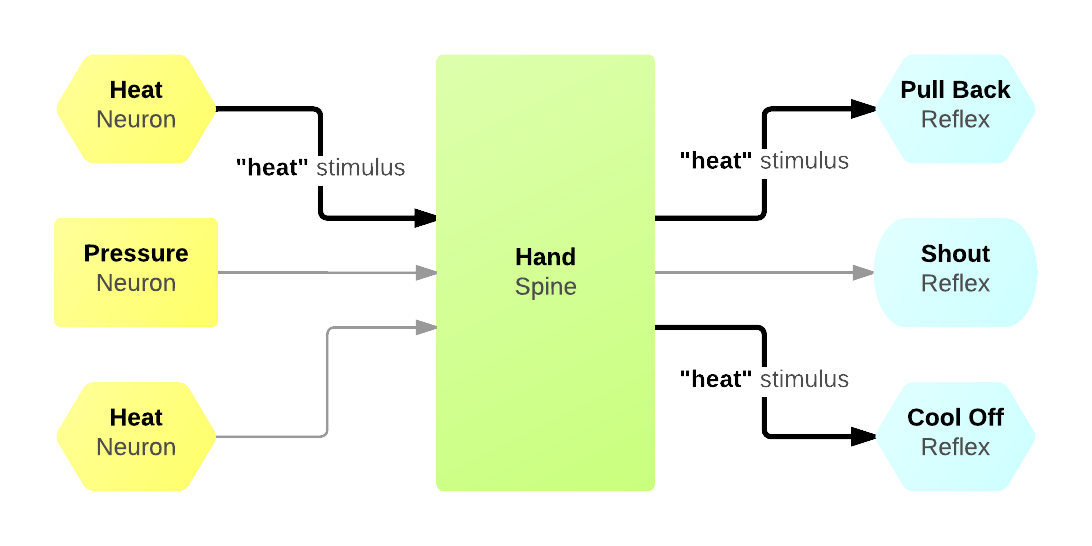 Heat
Neuron
"heat" stimulus
Pressure
Neuron
Heat
Neuron
Hand
Spine
"heat" stimulus
"heat" stimulus
Pull Back
Reflex
Shout
Reflex
Cool Off
Reflex